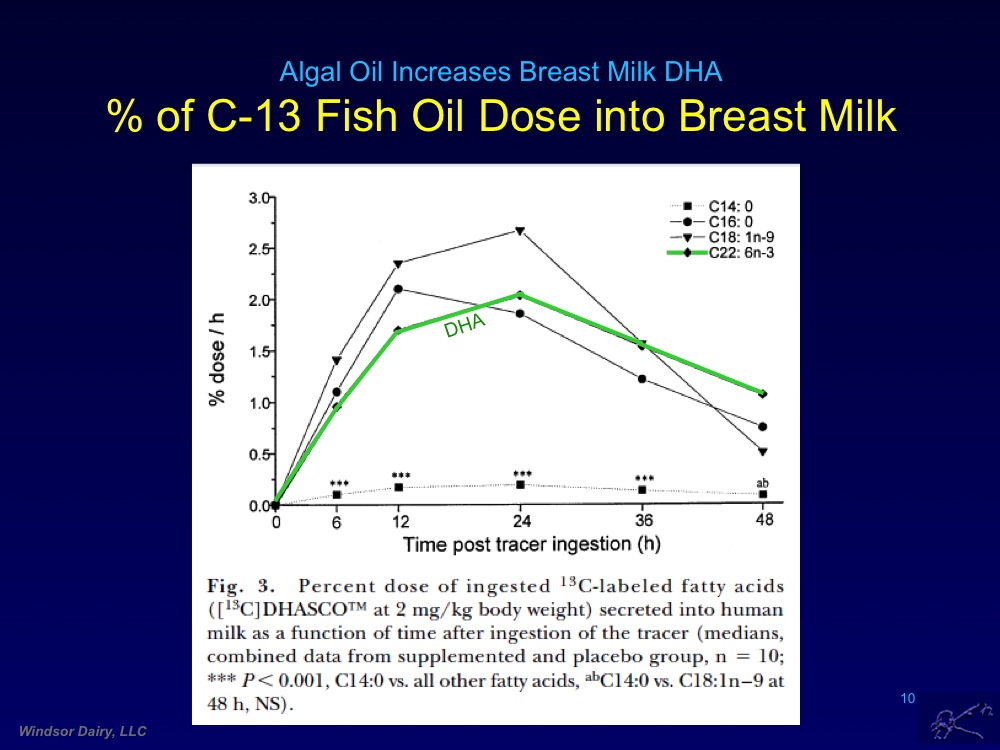 Algal Oil Increases Breast Milk DHA
% of C-13 Fish Oil Dose into Breast Milk
3.0
2.5
2.0
1.5
1.0
0.5
0.0
% dose / h
C14: 0
C16: 0
C18: 1n-9
C22: 6n-3
DHA
***
***
***
***
ab
0
6
12
24
36
48
Time post tracer ingestion (h)
Fig. 3. Percent dose of ingested ¹³C-labeled fatty acids
([¹³C]DHASCO™ at 2 mg/kg body weight) secreted into human
milk as a function of time after ingestion of the tracer (medians,
combined data from supplemented and placebo group, n = 10;
*** P < 0.001, C14:0 vs. all other fatty acids, ᵃᵇC14:0 vs. C18:1n–9 at
48 h, NS).
10
Windsor Dairy, LLC